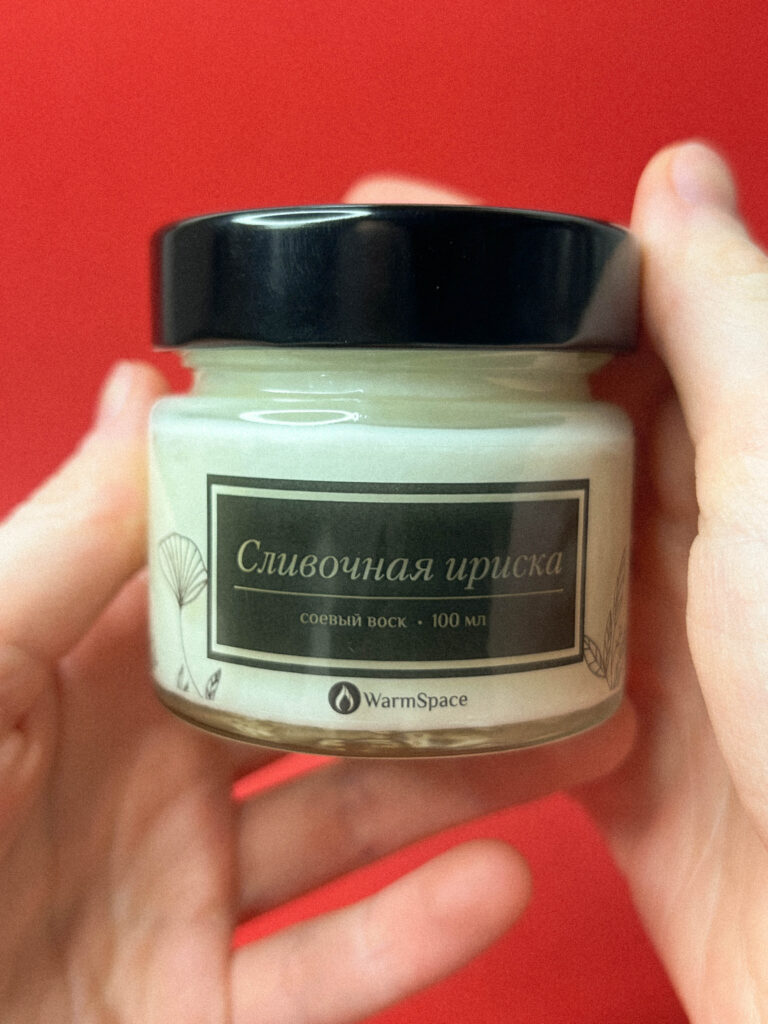 Сливочная ириска
соевый воск • 100 мл
WarmSpace